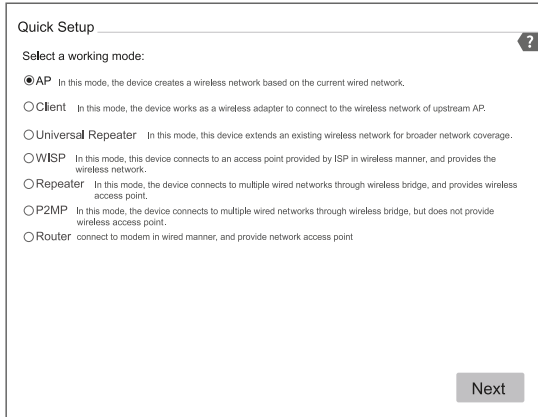 Quick Setup
?
Select a working mode:
AP In this mode, the device creates a wireless network based on the current wired network.
Client In this mode, the device works as a wireless adapter to connect to the wireless network of upstream AP.
Universal Repeater In this mode, this device extends an existing wireless network for broader network coverage.
WISP In this mode, this device connects to an access point provided by ISP in wireless manner, and provides the
wireless network.
Repeater In this mode, the device connects to multiple wired networks through wireless bridge, and provides wireless
access point.
P2MP In this mode, the device connects to multiple wired networks through wireless bridge, but does not provide
wireless access point.
Router connect to modem in wired manner, and provide network access point
Next